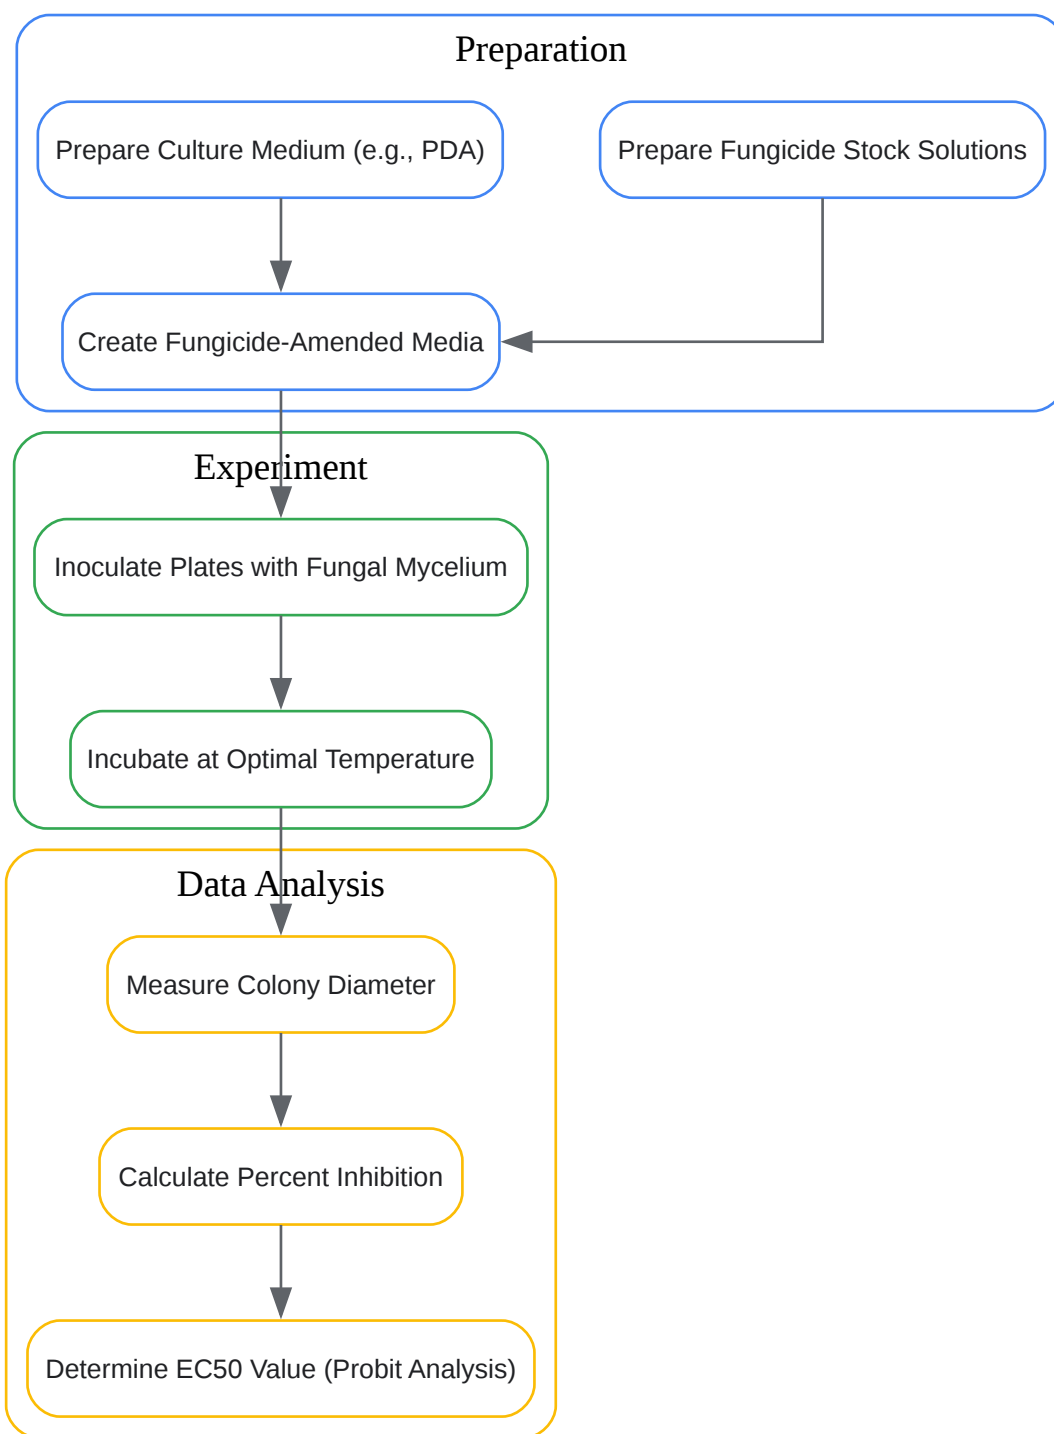 Preparation
Prepare Culture Medium (e.g., PDA)
Prepare Fungicide Stock Solutions
Create Fungicide-Amended Media
Experiment
Inoculate Plates with Fungal Mycelium
Incubate at Optimal Temperature
Data Analysis
Measure Colony Diameter
Calculate Percent Inhibition
Determine EC50 Value (Probit Analysis)